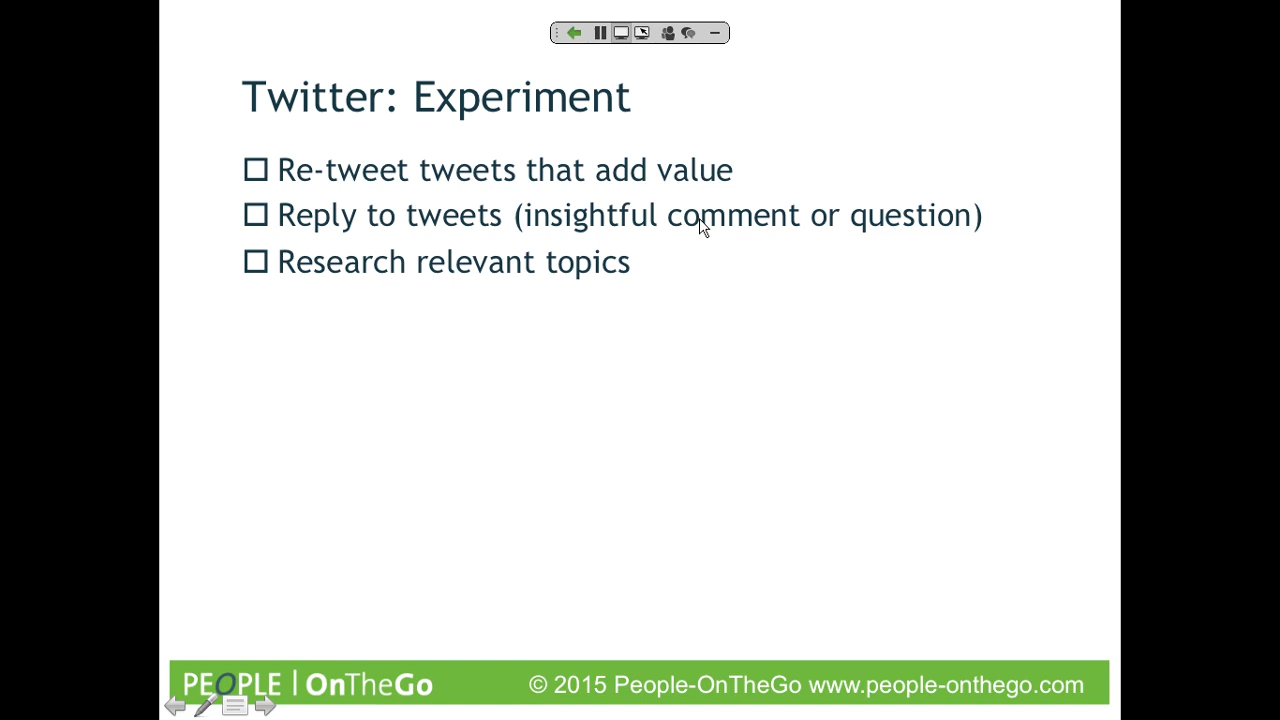 Twitter: Experiment
Re-tweet tweets that add value
Reply to tweets (insightful comment or question)
Research relevant topics
PEOPLE | OnTheGo © 2015 People-OnTheGo www.people-onthego.com